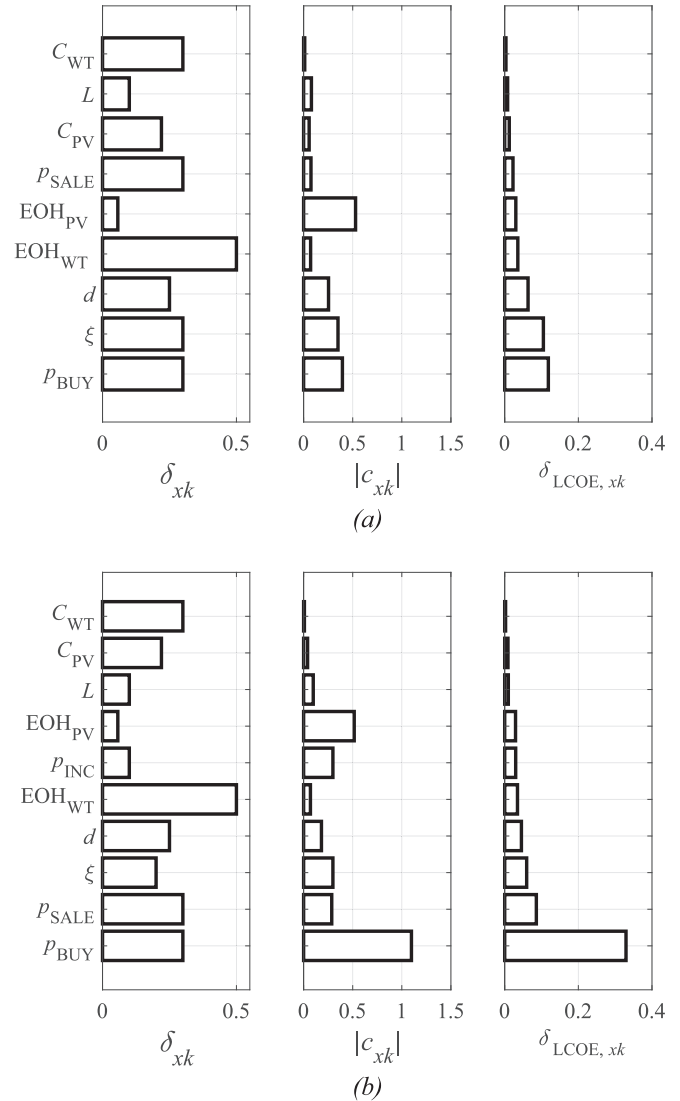 C_WT
L
C_PV
p_SALE
EOH_PV
EOH_WT
d
ξ
p_BUY
0 0.5 0 0.5 1 1.5 0 0.2 0.4
δ_xk |c_xk| δ_LCOE, xk
(a)
C_WT
C_PV
L
EOH_PV
p_INC
EOH_WT
d
ξ
p_SALE
p_BUY
0 0.5 0 0.5 1 1.5 0 0.2 0.4
δ_xk |c_xk| δ_LCOE, xk
(b)